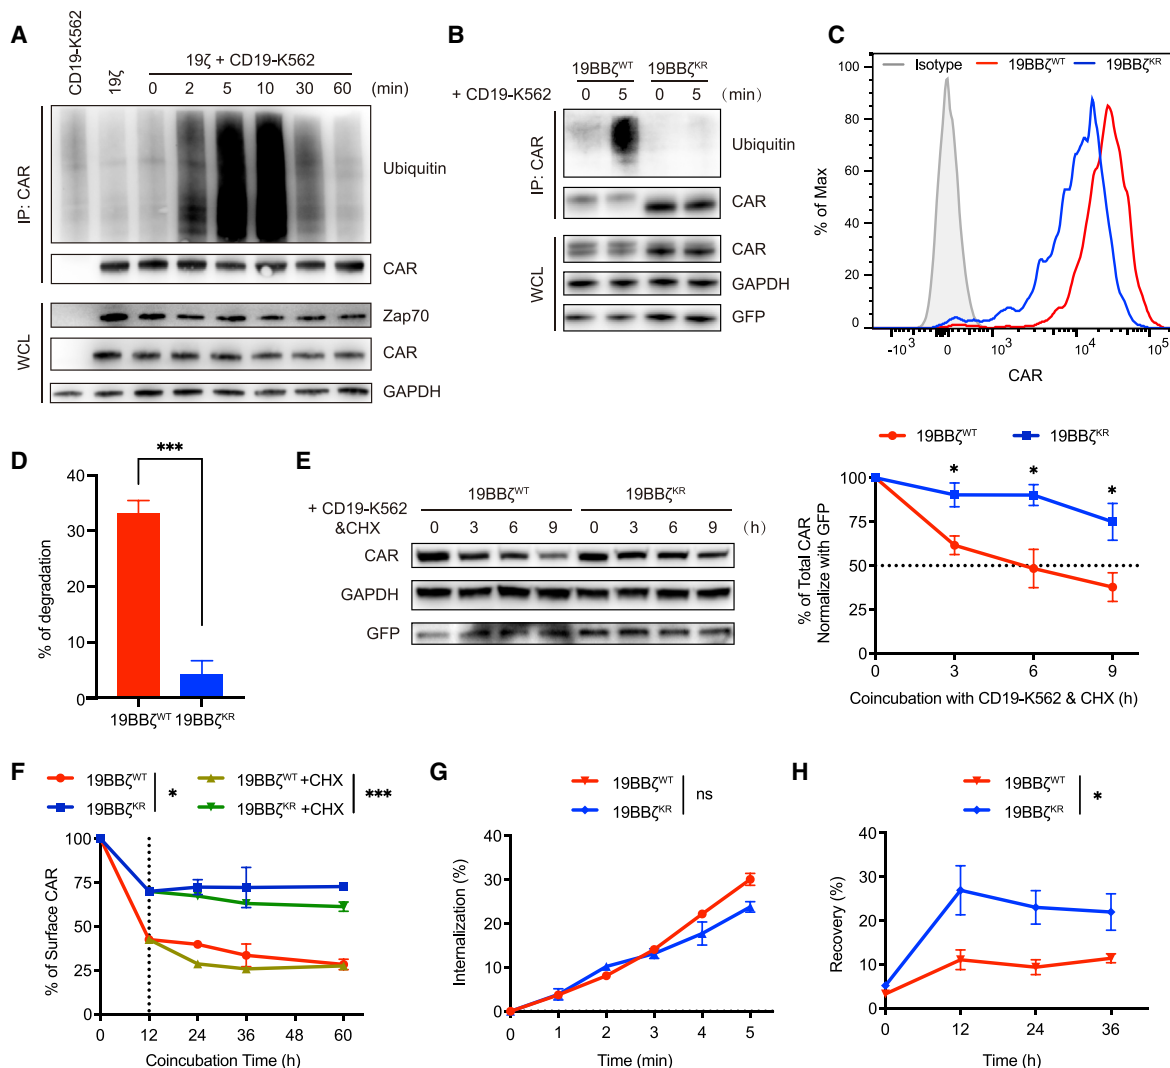 A
CD19-K562
19ζ
19ζ + CD19-K562
0 2 5 10 30 60 (min)
IP: CAR
Ubiquitin
CAR
WCL
Zap70
CAR
GAPDH
B
19BBζWT 19BBζKR
+ CD19-K562 0 5 0 5 (min)
IP: CAR
Ubiquitin
CAR
WCL
CAR
GAPDH
GFP
C
Isotype 19BBζWT 19BBζKR
% of Max
100
80
60
40
20
0
-10³ 0 10³ 10⁴ 10⁵
CAR
D
***
% of degradation
40
30
20
10
0
19BBζWT 19BBζKR
E
+ CD19-K562 &CHX
19BBζWT 19BBζKR
0 3 6 9 0 3 6 9 (h)
CAR
GAPDH
GFP
19BBζWT 19BBζKR
% of Total CAR
Normalize with GFP
100
75
50
25
0
* * *
0 3 6 9
Coincubation with CD19-K562 & CHX (h)
F
19BBζWT 19BBζWT +CHX
19BBζKR 19BBζKR +CHX
* ***
% of Surface CAR
100
75
50
25
0
0 12 24 36 48 60
Coincubation Time (h)
G
19BBζWT
19BBζKR
ns
Internalization (%)
40
30
20
10
0
0 1 2 3 4 5
Time (min)
H
19BBζWT
19BBζKR
*
Recovery (%)
40
30
20
10
0
0 12 24 36
Time (h)